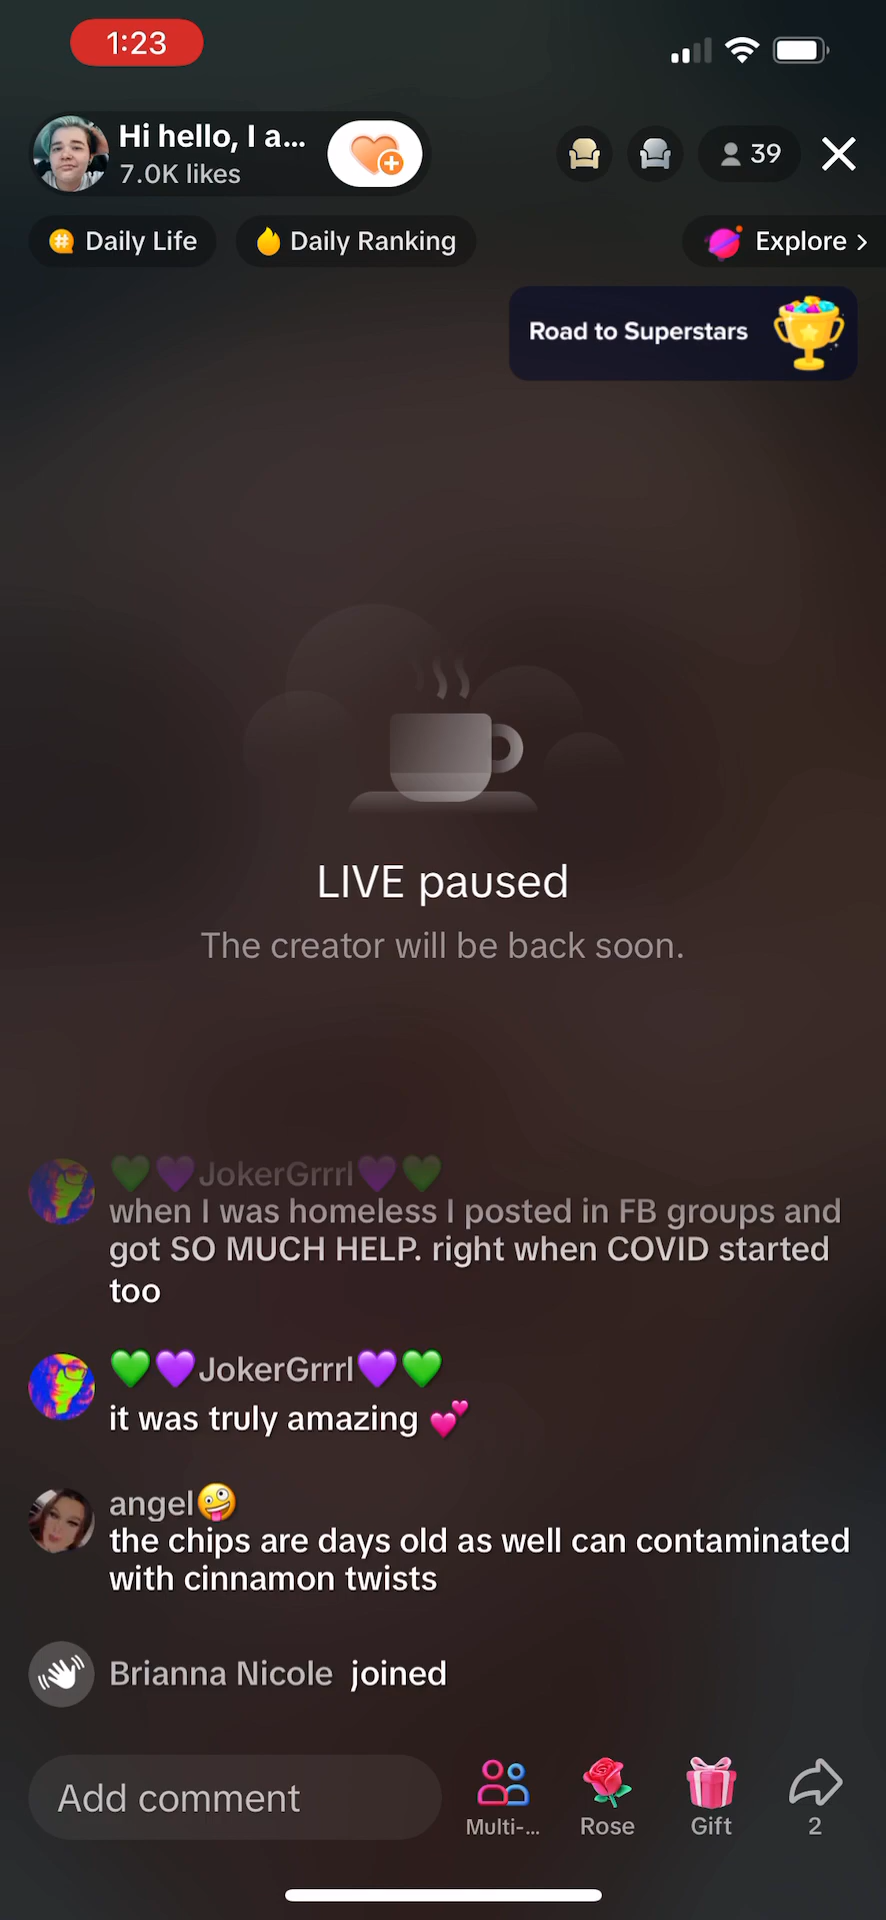 1:23
Hi hello, I a...
7.0K likes
39
Daily Life
Daily Ranking
Explore >
Road to Superstars
LIVE paused
The creator will be back soon.
💚💜JokerGrrrl💜💚
when I was homeless I posted in FB groups and
got SO MUCH HELP. right when COVID started
too
💚💜JokerGrrrl💜💚
it was truly amazing 💕
angel🤪
the chips are days old as well can contaminated
with cinnamon twists
Brianna Nicole joined
Add comment
Multi-...
Rose
Gift
2